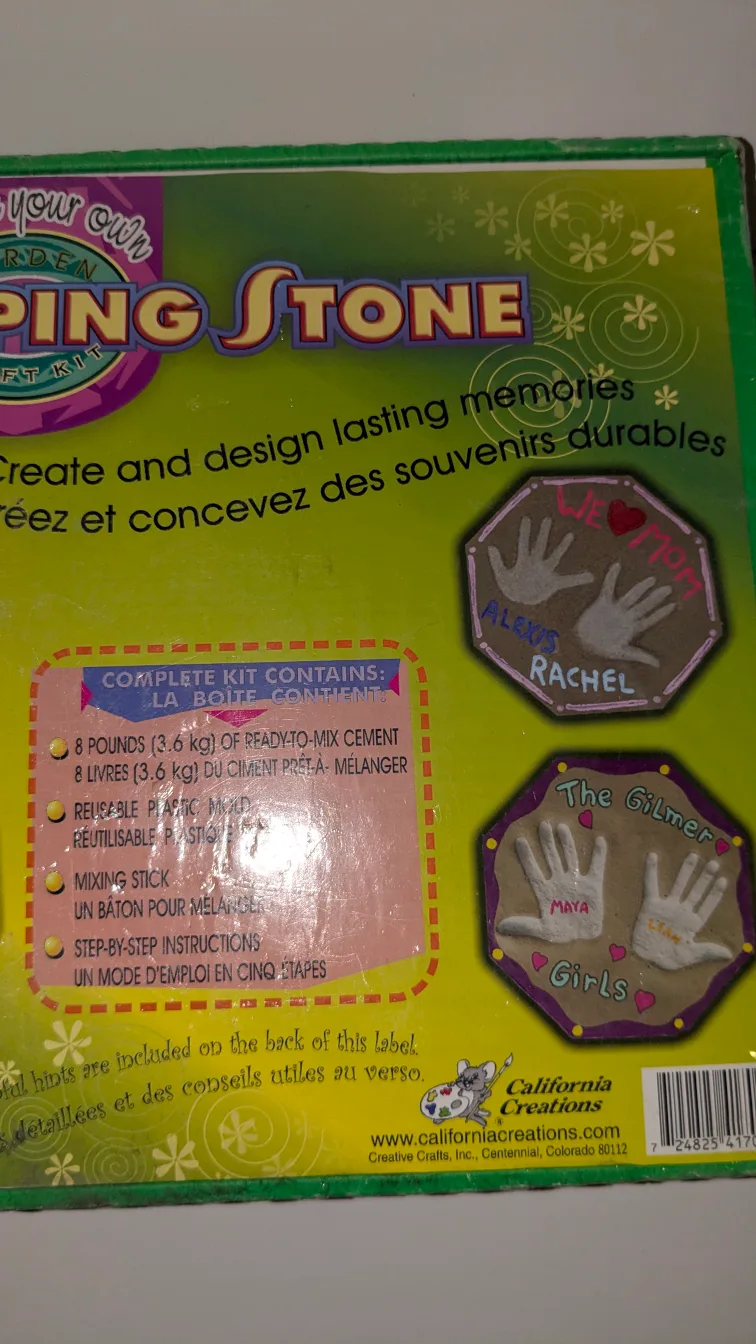 your own
RDEN
PING STONE
FT KIT
Create and design lasting memories
réez et concevez des souvenirs durables
WE MOM
ALEXIS
RACHEL
COMPLETE KIT CONTAINS:
LA BOÎTE CONTIENT:
8 POUNDS (3.6 kg) OF READY-TO-MIX CEMENT
8 LIVRES (3.6 kg) DU CIMENT PRÊT-À- MÉLANGER
REUSABLE PLASTIC MOLD
RÉUTILISABLE PLASTIQUE
MIXING STICK
UN BÂTON POUR MÉLANGER
STEP-BY-STEP INSTRUCTIONS
UN MODE D'EMPLOI EN CINQ ÉTAPES
The GiLmer
MAYA
GiRLs
ful hints are included on the back of this label.
détaillées et des conseils utiles au verso.
California
Creations
www.californiacreations.com
Creative Crafts, Inc., Centennial, Colorado 80112
7 24825 4170